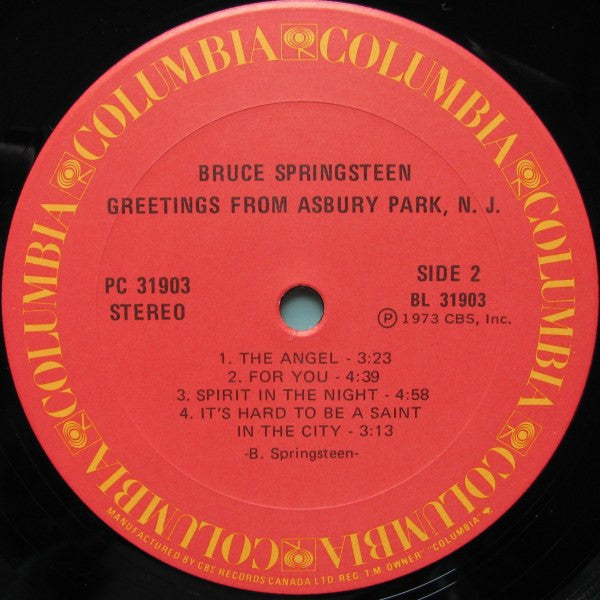 COLUMBIA COLUMBIA COLUMBIA COLUMBIA COLUMBIA COLUMBIA COLUMBIA COLUMBIA
BRUCE SPRINGSTEEN
GREETINGS FROM ASBURY PARK, N. J.
PC 31903
STEREO
SIDE 2
BL 31903
Ⓟ 1973 CBS, Inc.
1. THE ANGEL - 3:23
2. FOR YOU - 4:39
3. SPIRIT IN THE NIGHT - 4:58
4. IT'S HARD TO BE A SAINT
IN THE CITY - 3:13
-B. Springsteen-
MANUFACTURED BY CBS RECORDS CANADA LTD. REG. T.M. OWNER "COLUMBIA"